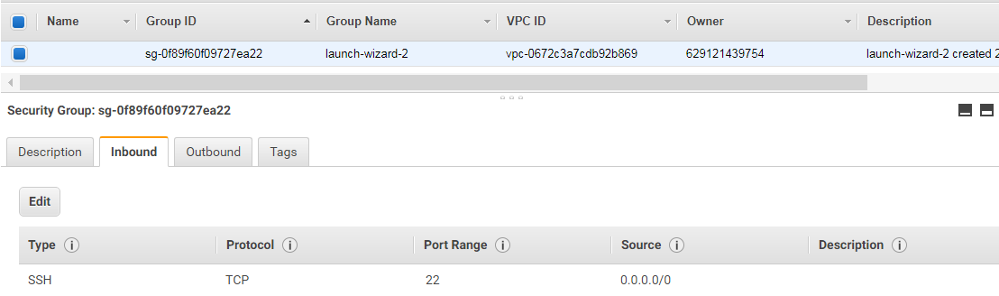 Name Group ID Group Name VPC ID Owner Description
sg-0f89f60f09727ea22 launch-wizard-2 vpc-0672c3a7cdb92b869 629121439754 launch-wizard-2 created 2
Security Group: sg-0f89f60f09727ea22
Description Inbound Outbound Tags
Edit
Type i Protocol i Port Range i Source i Description i
SSH TCP 22 0.0.0.0/0